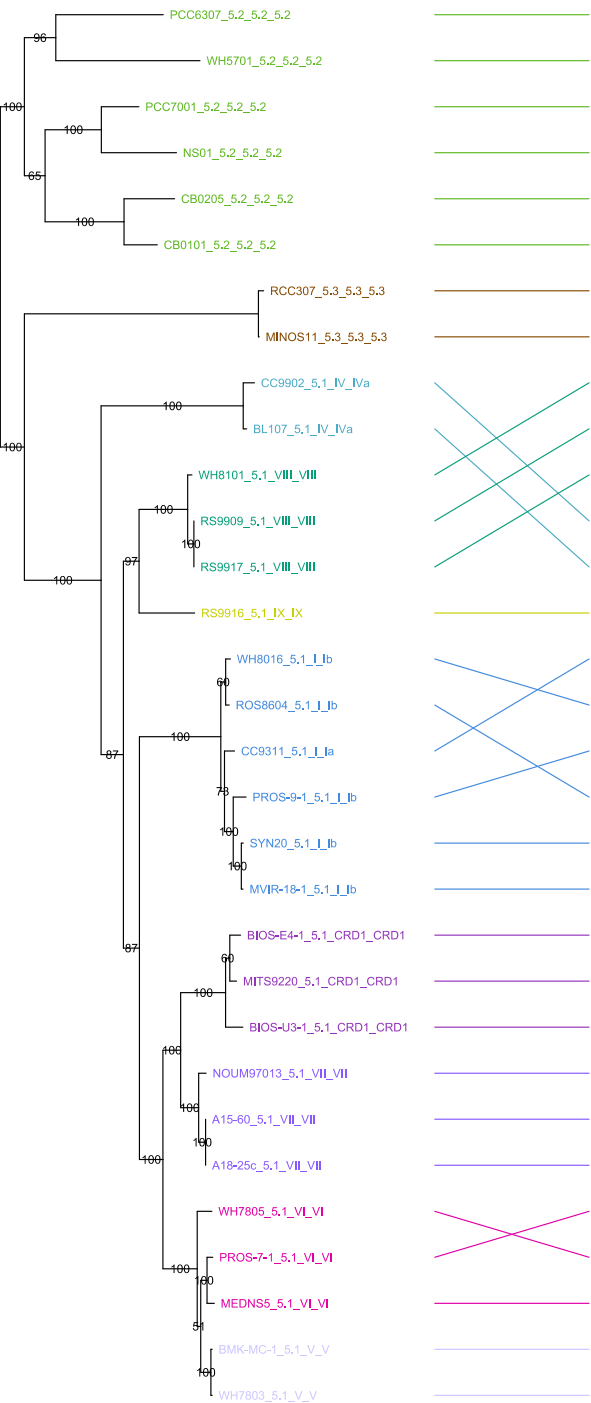 PCC6307_5.2_5.2_5.2
96
WH5701_5.2_5.2_5.2
100
PCC7001_5.2_5.2_5.2
100
NS01_5.2_5.2_5.2
65
CB0205_5.2_5.2_5.2
100
CB0101_5.2_5.2_5.2
RCC307_5.3_5.3_5.3
MINOS11_5.3_5.3_5.3
CC9902_5.1_IV_IVa
100
BL107_5.1_IV_IVa
100
WH8101_5.1_VIII_VIII
100
RS9909_5.1_VIII_VIII
100
97
RS9917_5.1_VIII_VIII
100
RS9916_5.1_IX_IX
WH8016_5.1_I_Ib
60
ROS8604_5.1_I_Ib
100
CC9311_5.1_I_Ia
87
73
PROS-9-1_5.1_I_Ib
100
SYN20_5.1_I_Ib
100
MVIR-18-1_5.1_I_Ib
BIOS-E4-1_5.1_CRD1_CRD1
87
60
MITS9220_5.1_CRD1_CRD1
100
BIOS-U3-1_5.1_CRD1_CRD1
100
NOUM97013_5.1_VII_VII
100
A15-60_5.1_VII_VII
100
100
A18-25c_5.1_VII_VII
WH7805_5.1_VI_VI
PROS-7-1_5.1_VI_VI
100
100
MEDNS5_5.1_VI_VI
51
BMK-MC-1_5.1_V_V
100
WH7803_5.1_V_V